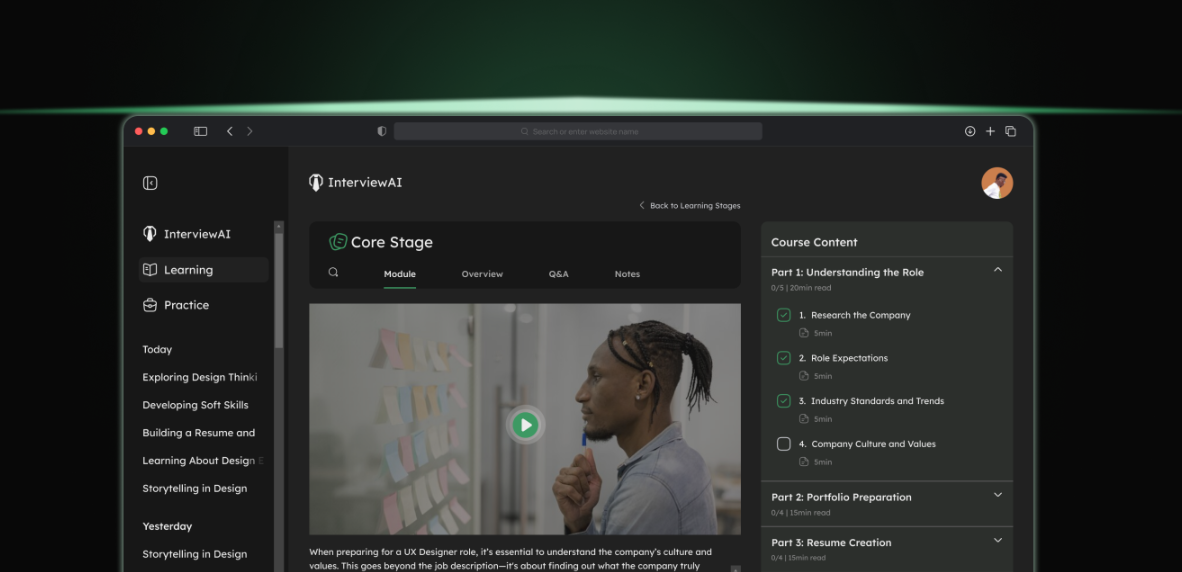 Search or enter website name
InterviewAI
Back to Learning Stages
InterviewAI
Learning
Practice
Today
Exploring Design Thinki
Developing Soft Skills
Building a Resume and
Learning About Design E
Storytelling in Design
Yesterday
Storytelling in Design
Core Stage
Module Overview Q&A Notes
When preparing for a UX Designer role, it's essential to understand the company's culture and
values. This goes beyond the job description—it's about finding out what the company truly
Course Content
Part 1: Understanding the Role
0/5 | 20min read
1. Research the Company
5min
2. Role Expectations
5min
3. Industry Standards and Trends
5min
4. Company Culture and Values
5min
Part 2: Portfolio Preparation
0/4 | 15min read
Part 3: Resume Creation
0/4 | 15min read